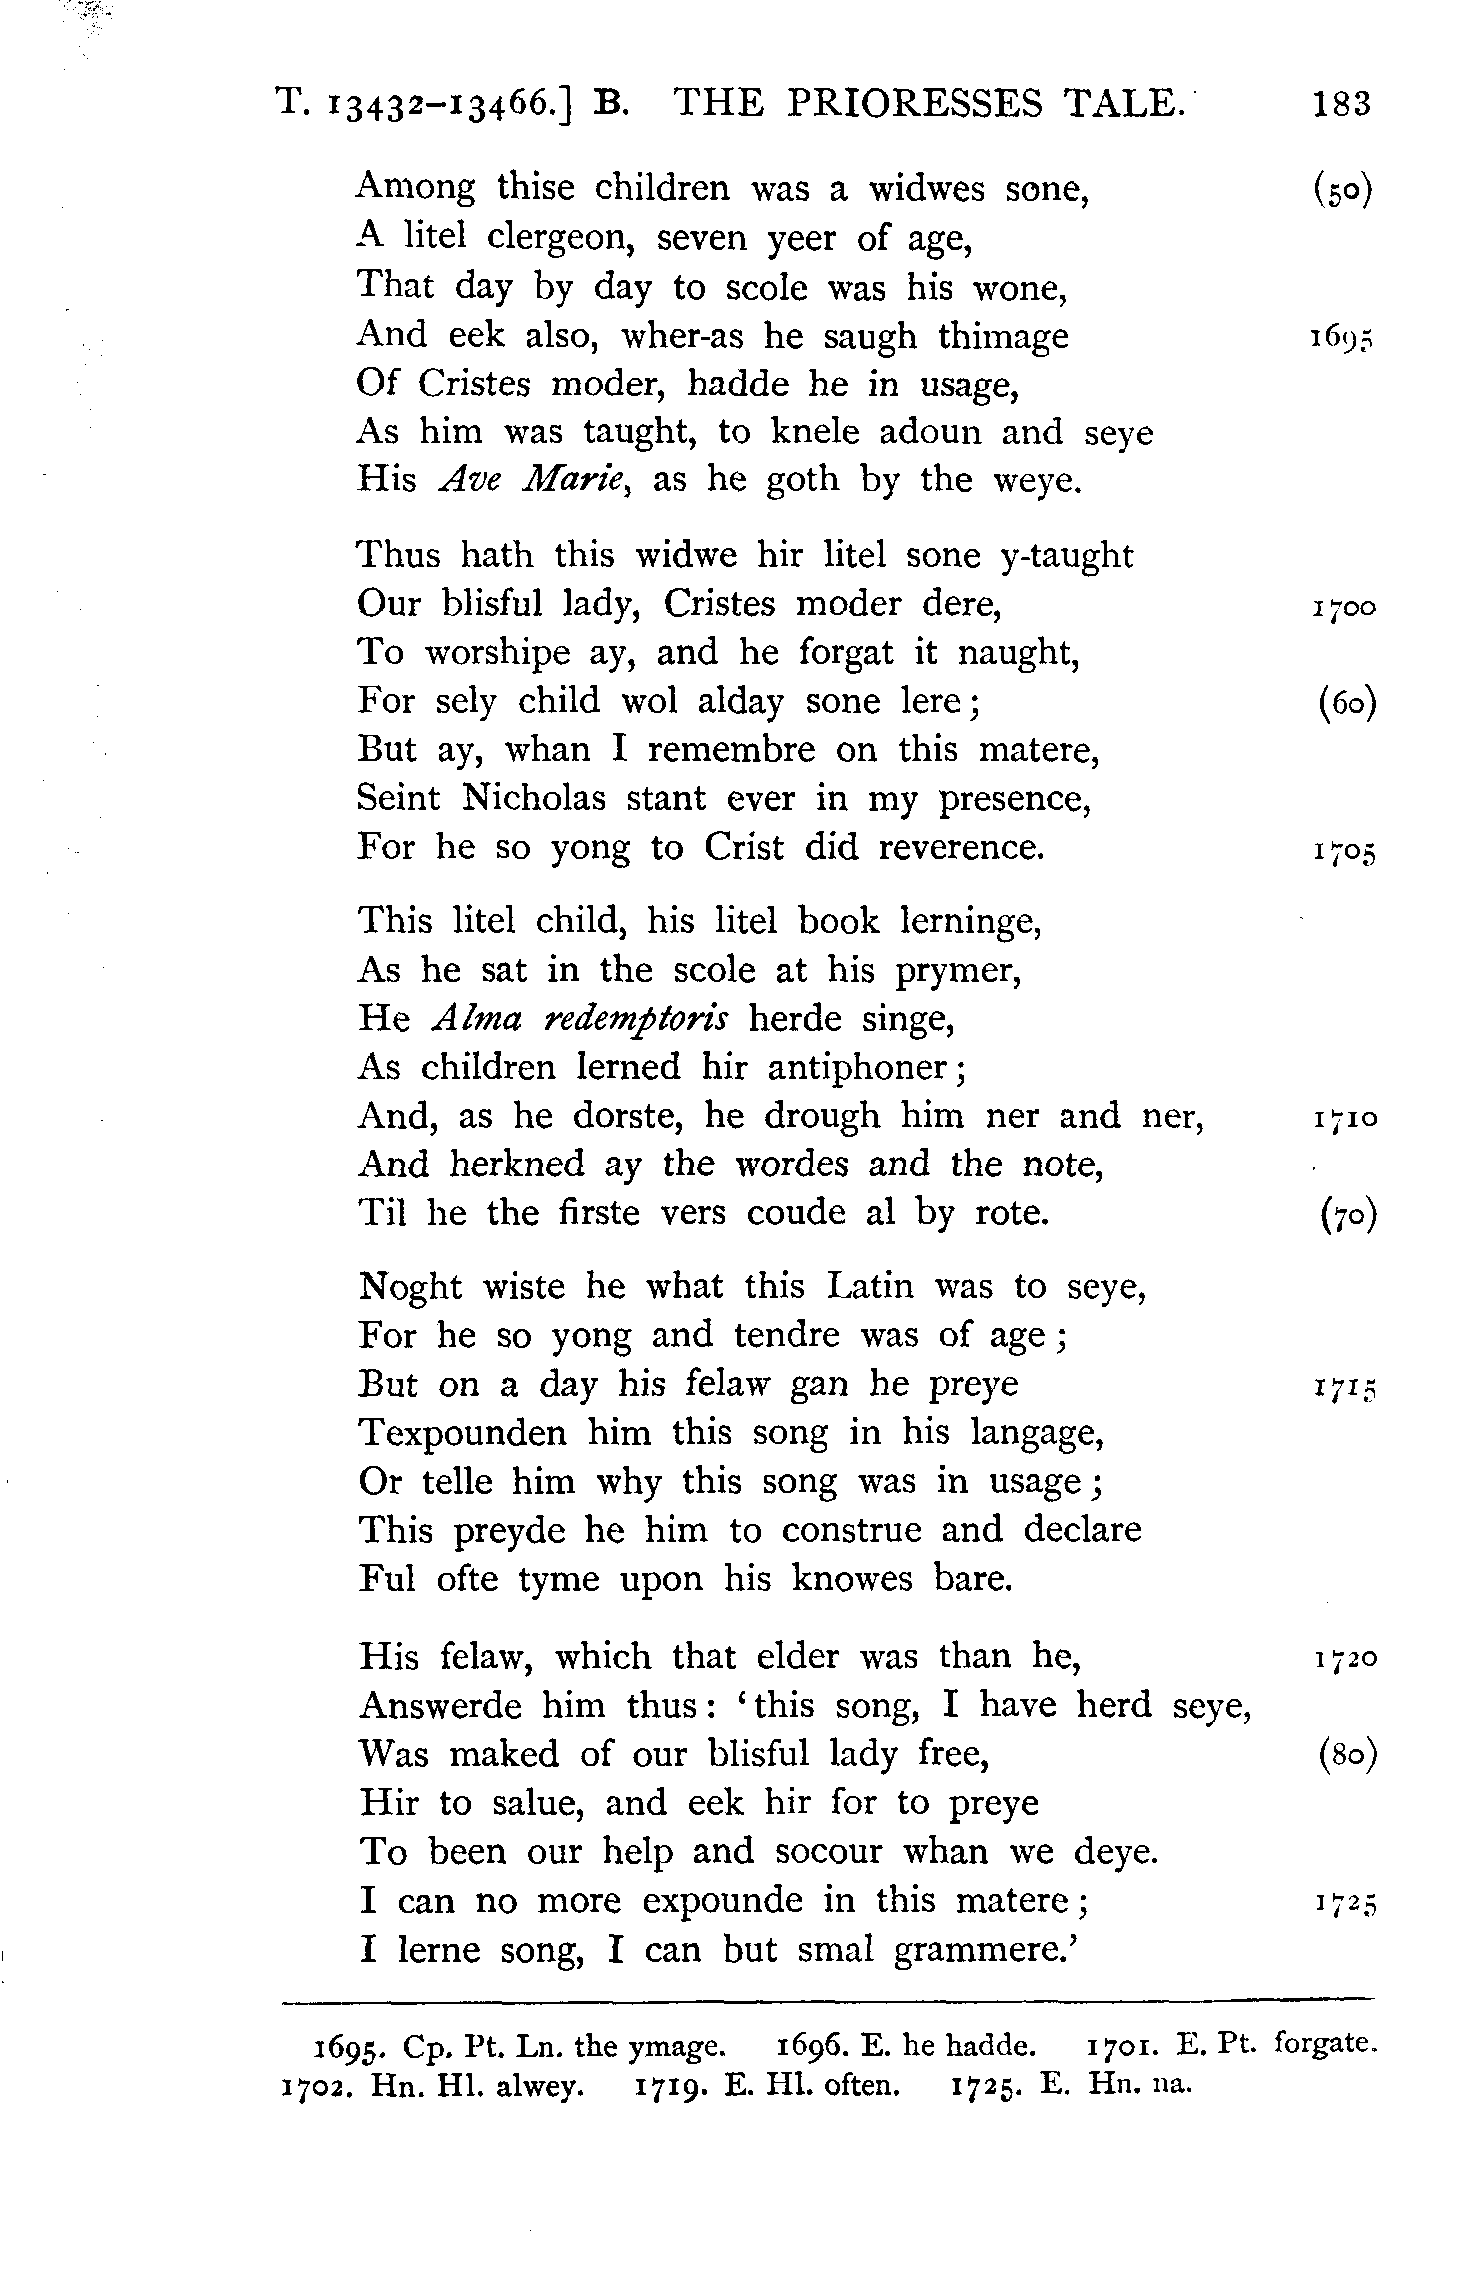 T. 13432–13466.] B. THE PRIORESSES TALE. 183
Among thise children was a widwes sone, (50)
A litel clergeon, seven yeer of age,
That day by day to scole was his wone,
And eek also, wher-as he saugh thimage 1695
Of Cristes moder, hadde he in usage,
As him was taught, to knele adoun and seye
His Ave Marie, as he goth by the weye.
Thus hath this widwe hir litel sone y-taught
Our blisful lady, Cristes moder dere, 1700
To worshipe ay, and he forgat it naught,
For sely child wol alday sone lere; (60)
But ay, whan I remembre on this matere,
Seint Nicholas stant ever in my presence,
For he so yong to Crist did reverence. 1705
This litel child, his litel book lerninge,
As he sat in the scole at his prymer,
He Alma redemptoris herde singe,
As children lerned hir antiphoner;
And, as he dorste, he drough him ner and ner, 1710
And herkned ay the wordes and the note,
Til he the firste vers coude al by rote. (70)
Noght wiste he what this Latin was to seye,
For he so yong and tendre was of age;
But on a day his felaw gan he preye 1715
Texpounden him this song in his langage,
Or telle him why this song was in usage;
This preyde he him to construe and declare
Ful ofte tyme upon his knowes bare.
His felaw, which that elder was than he, 1720
Answerde him thus: 'this song, I have herd seye,
Was maked of our blisful lady free, (80)
Hir to salue, and eek hir for to preye
To been our help and socour whan we deye.
I can no more expounde in this matere; 1725
I lerne song, I can but smal grammere.'
1695. Cp. Pt. Ln. the ymage. 1696. E. he hadde. 1701. E. Pt. forgate.
1702. Hn. Hl. alwey. 1719. E. Hl. often. 1725. E. Hn. na.